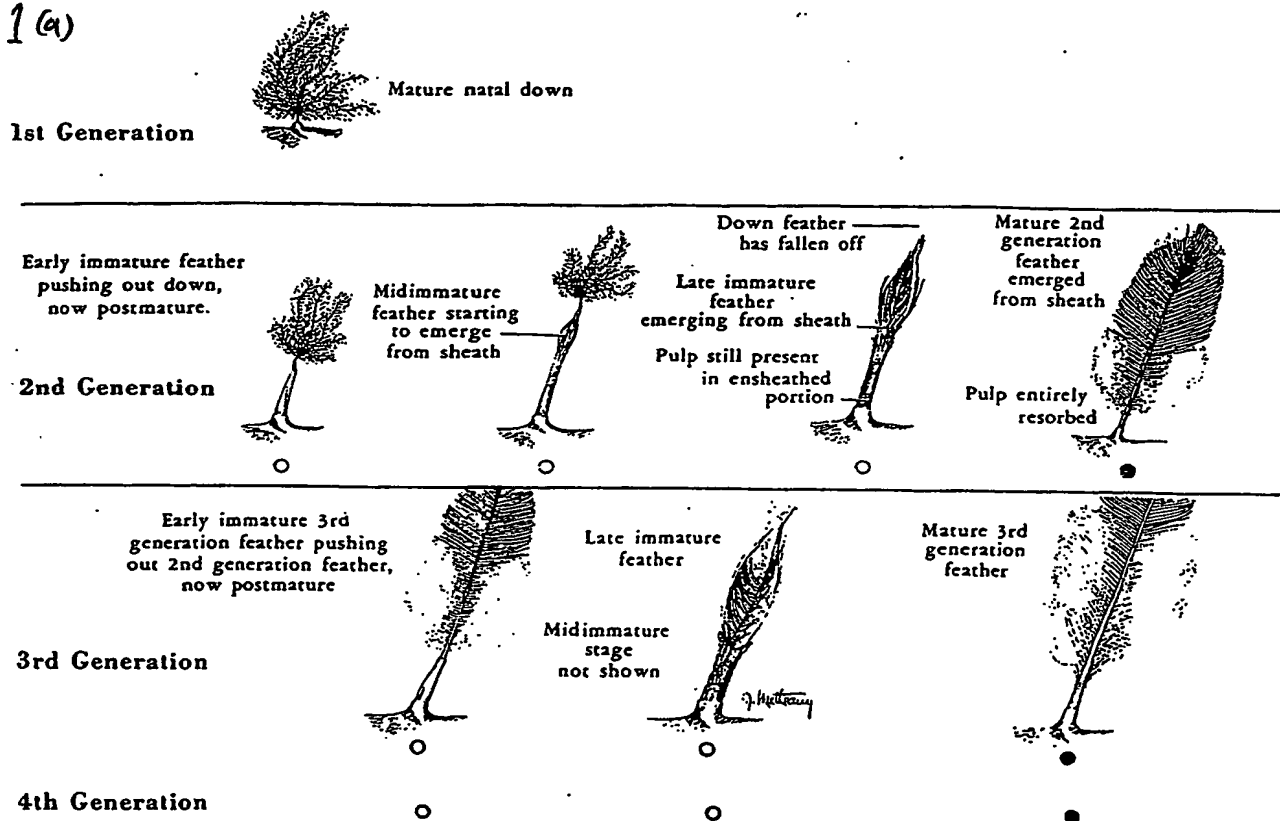 1 (a)
Mature natal down
1st Generation
Early immature feather
pushing out down,
now postmature.
Midimmature
feather starting
to emerge
from sheath
Down feather
has fallen off
Late immature
feather
emerging from sheath
Pulp still present
in ensheathed
portion
Mature 2nd
generation
feather
emerged
from sheath
Pulp entirely
resorbed
2nd Generation
Early immature 3rd
generation feather pushing
out 2nd generation feather,
now postmature
Late immature
feather
Midimmature
stage
not shown
Mature 3rd
generation
feather
3rd Generation
4th Generation